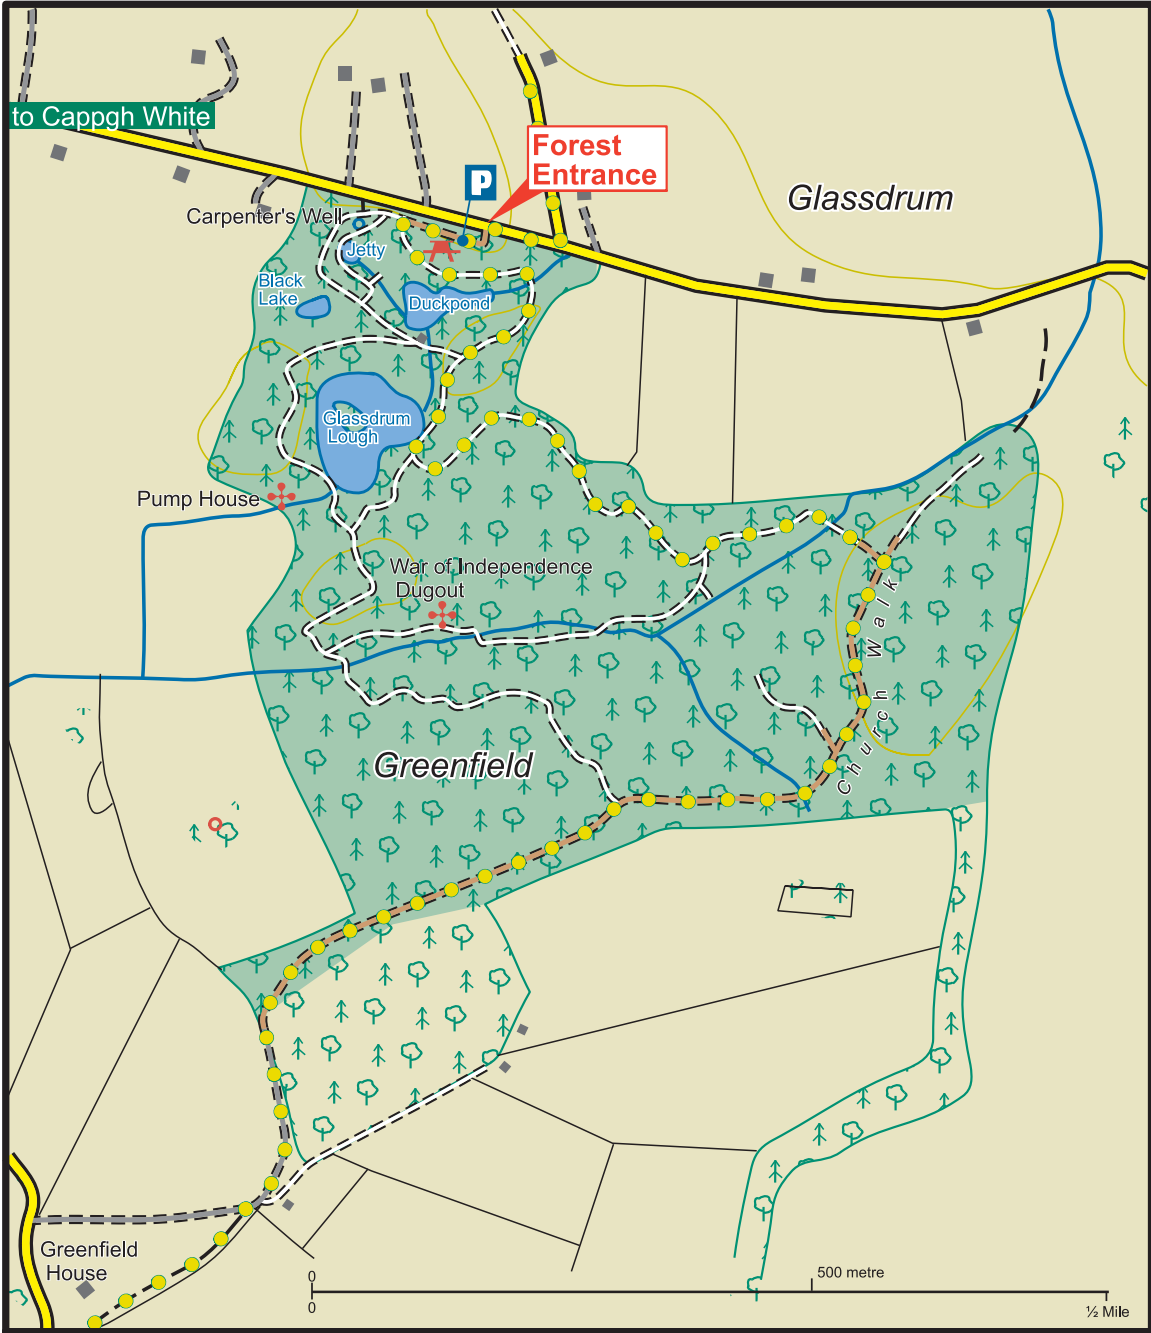 to Cappgh White
P
Forest
Entrance
Glassdrum
Carpenter's Well
Jetty
Black
Lake
Duckpond
Glassdrum
Lough
Pump House
War of Independence
Dugout
Church Walk
Greenfield
Greenfield
House
0
500 metre
0
½ Mile